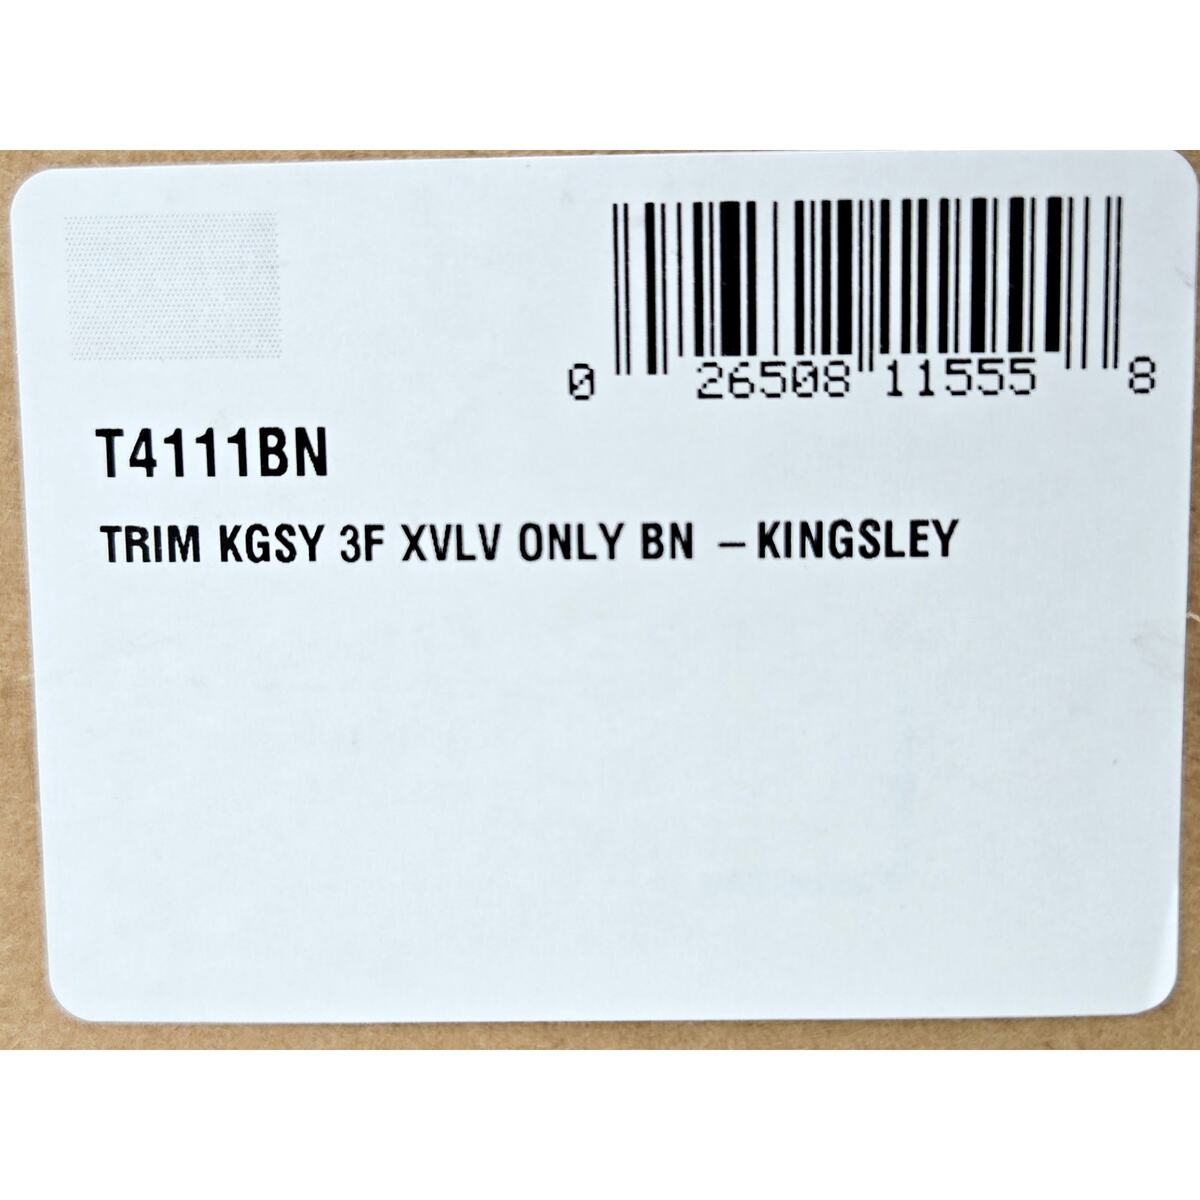 0 26508 11555 8
T4111BN
TRIM KGSY 3F XVLV ONLY BN – KINGSLEY